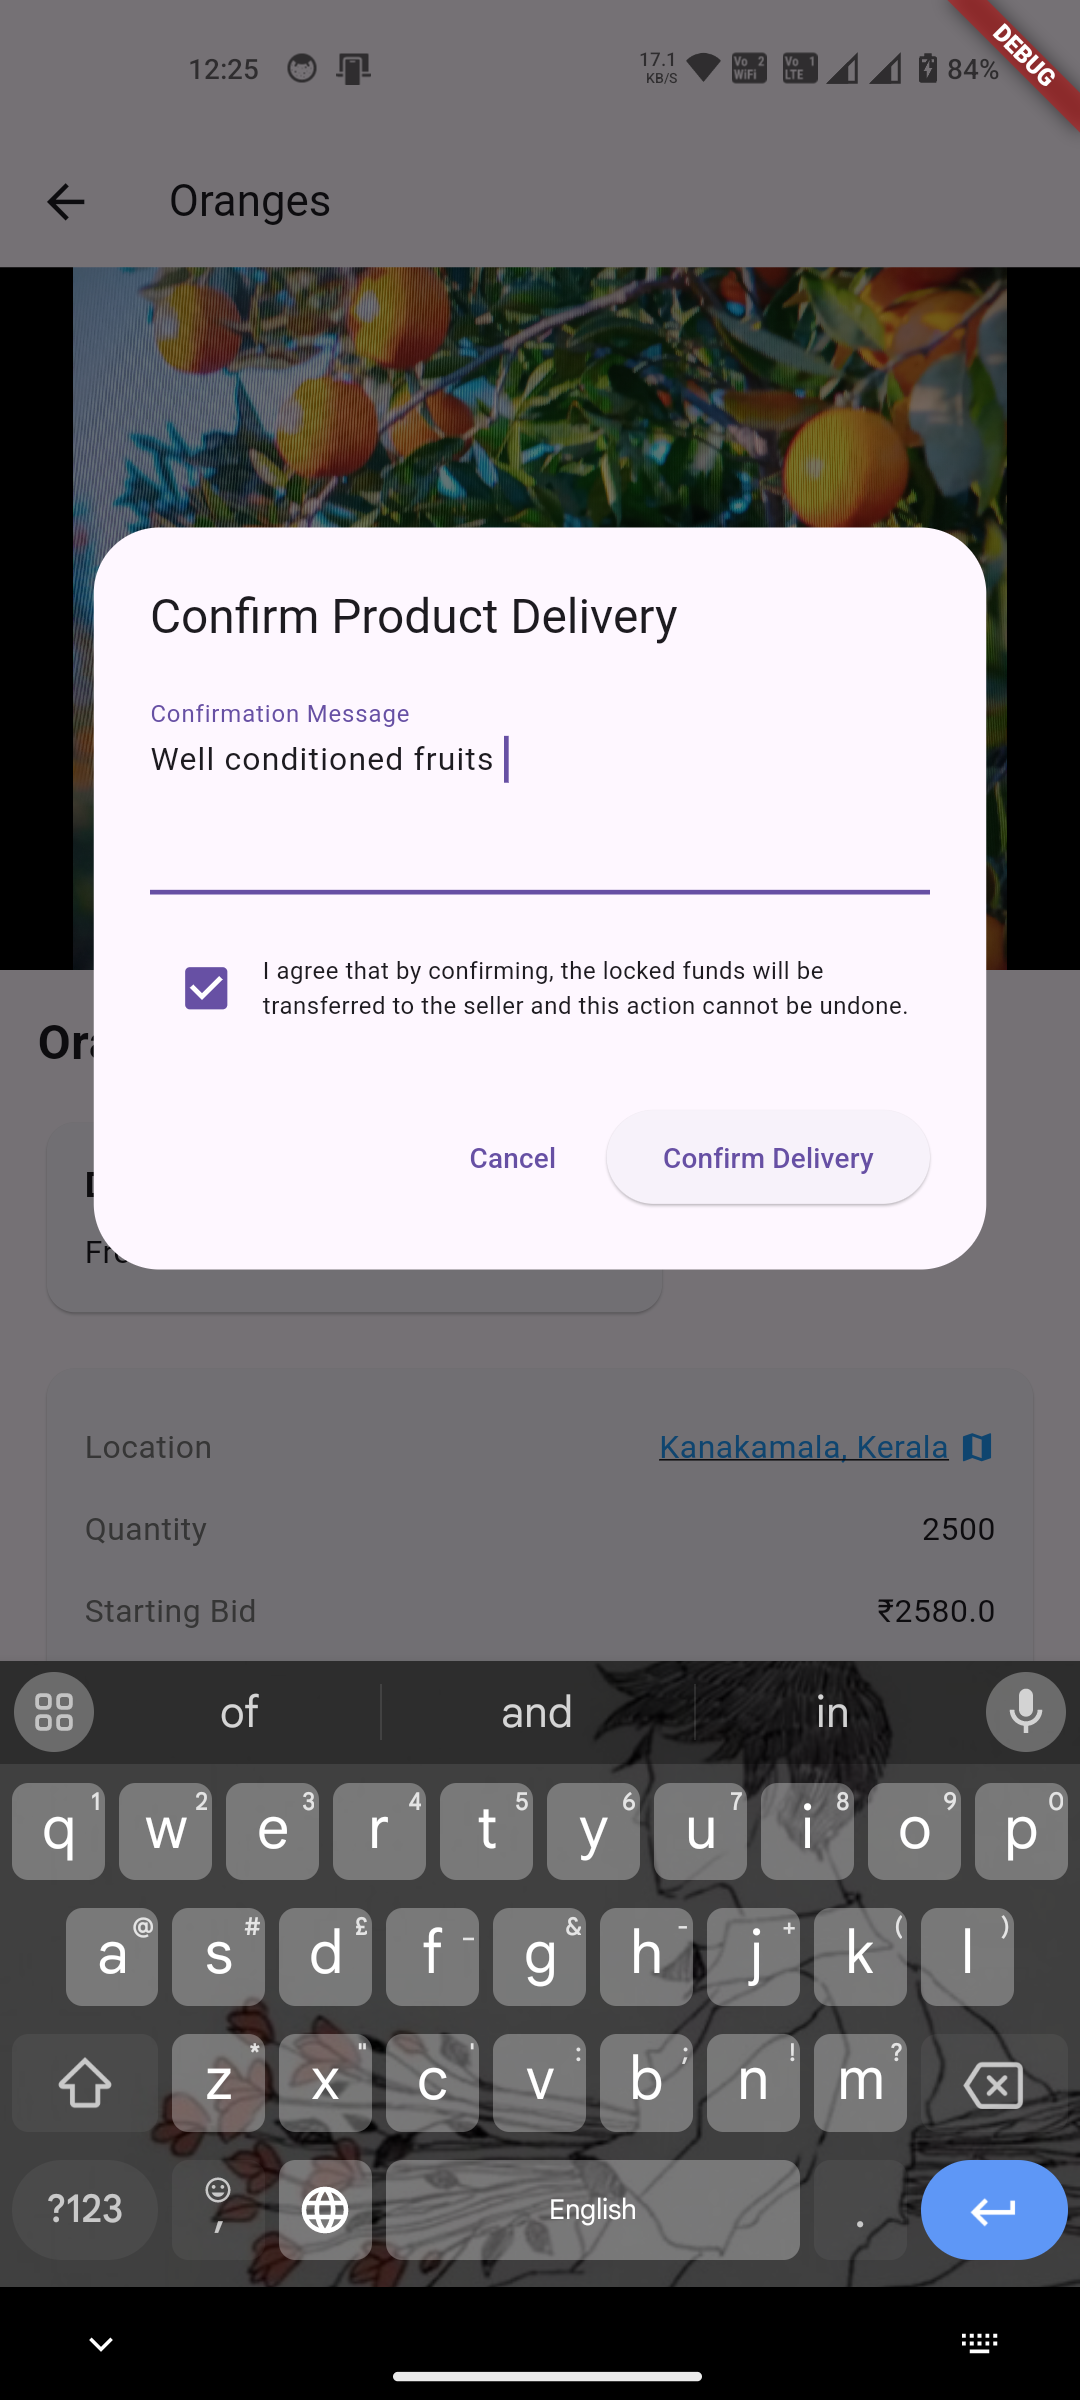 12:25
17.1
KB/S
Vo 2
WiFi
Vo 1
LTE
84%
DEBUG
Oranges
Confirm Product Delivery
Confirmation Message
Well conditioned fruits
I agree that by confirming, the locked funds will be
transferred to the seller and this action cannot be undone.
Cancel
Confirm Delivery
Location
Kanakamala, Kerala
Quantity
2500
Starting Bid
₹2580.0
of and in
q 1 w 2 e 3 r 4 t 5 y 6 u 7 i 8 o 9 p 0
a @ s # d £ f _ g & h - j + k ( l )
z * x " c ' v : b ; n ! m ?
?123 , English .